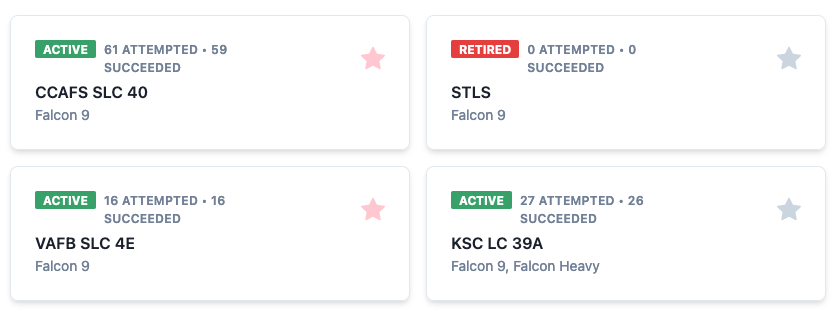 ACTIVE 61 ATTEMPTED • 59
SUCCEEDED
CCAFS SLC 40
Falcon 9
RETIRED 0 ATTEMPTED • 0
SUCCEEDED
STLS
Falcon 9
ACTIVE 16 ATTEMPTED • 16
SUCCEEDED
VAFB SLC 4E
Falcon 9
ACTIVE 27 ATTEMPTED • 26
SUCCEEDED
KSC LC 39A
Falcon 9, Falcon Heavy